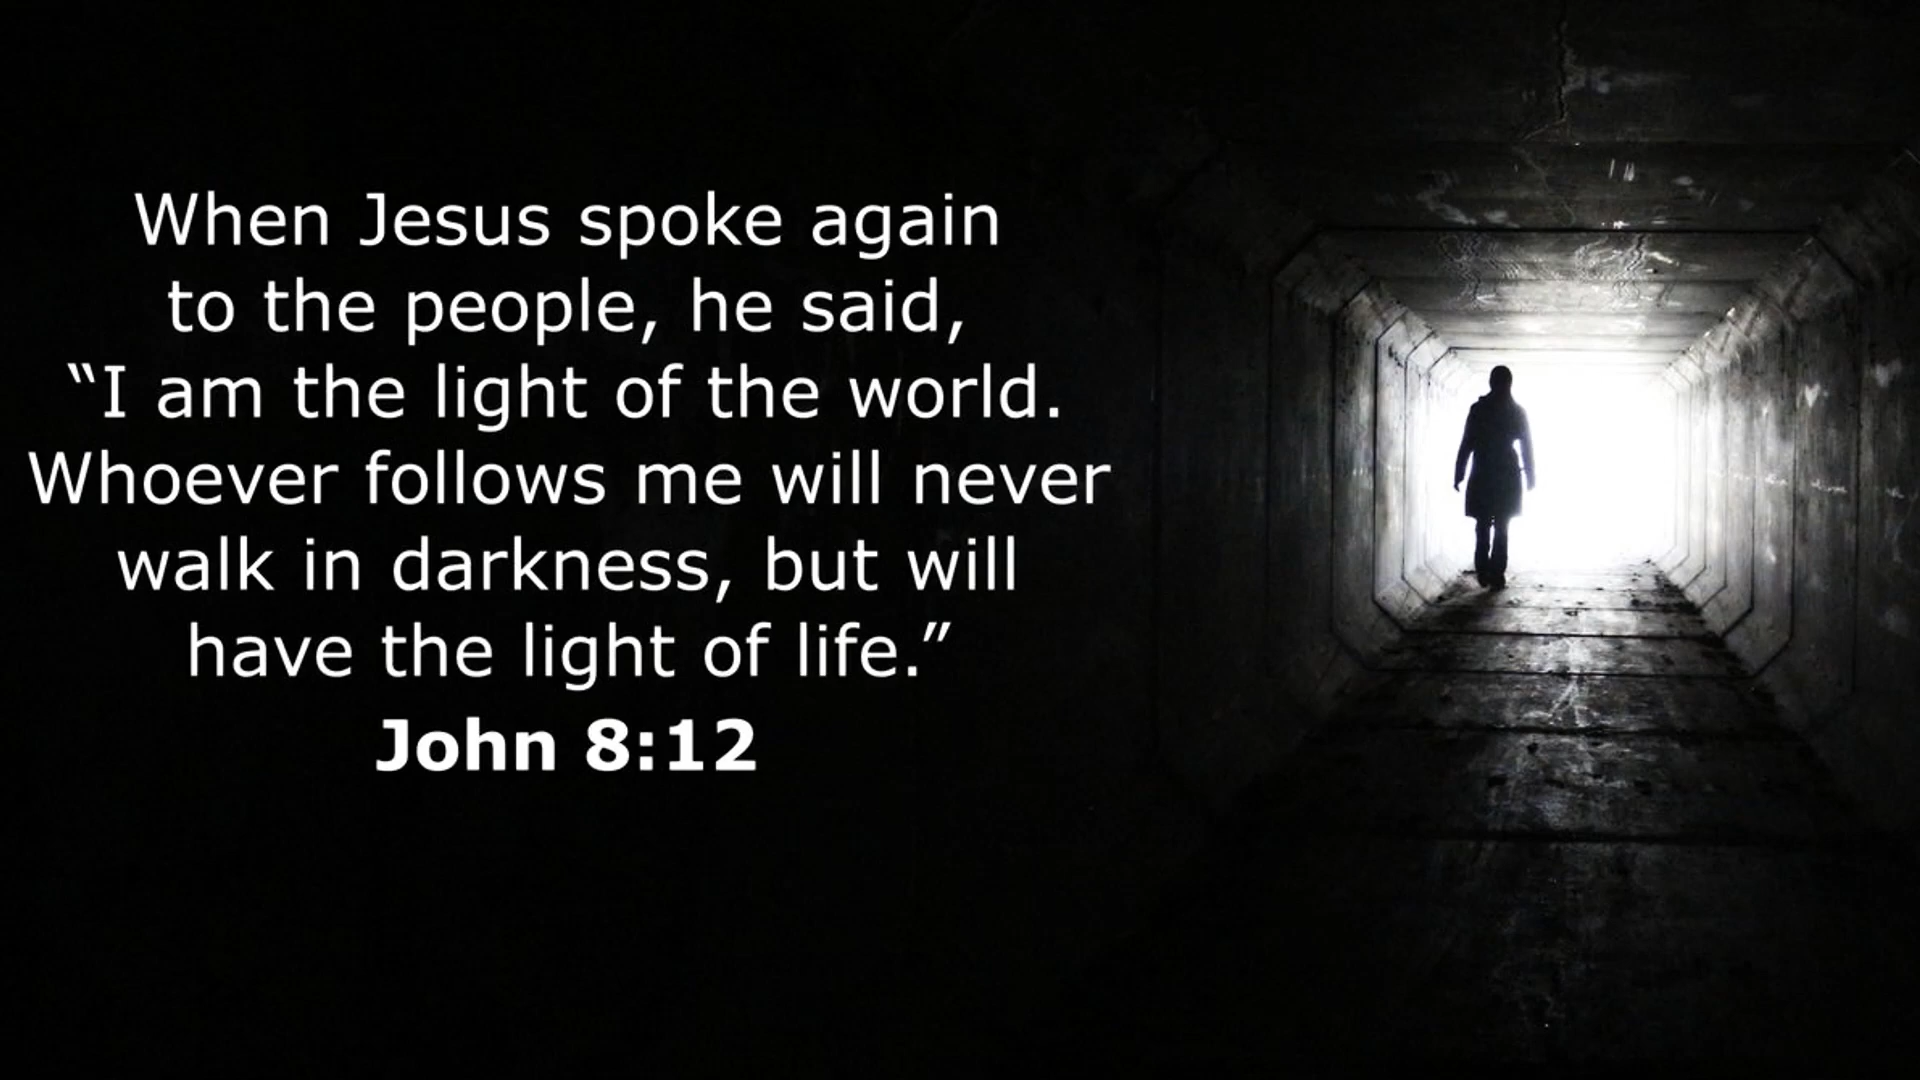 When Jesus spoke again
to the people, he said,
“I am the light of the world.
Whoever follows me will never
walk in darkness, but will
have the light of life.”
John 8:12